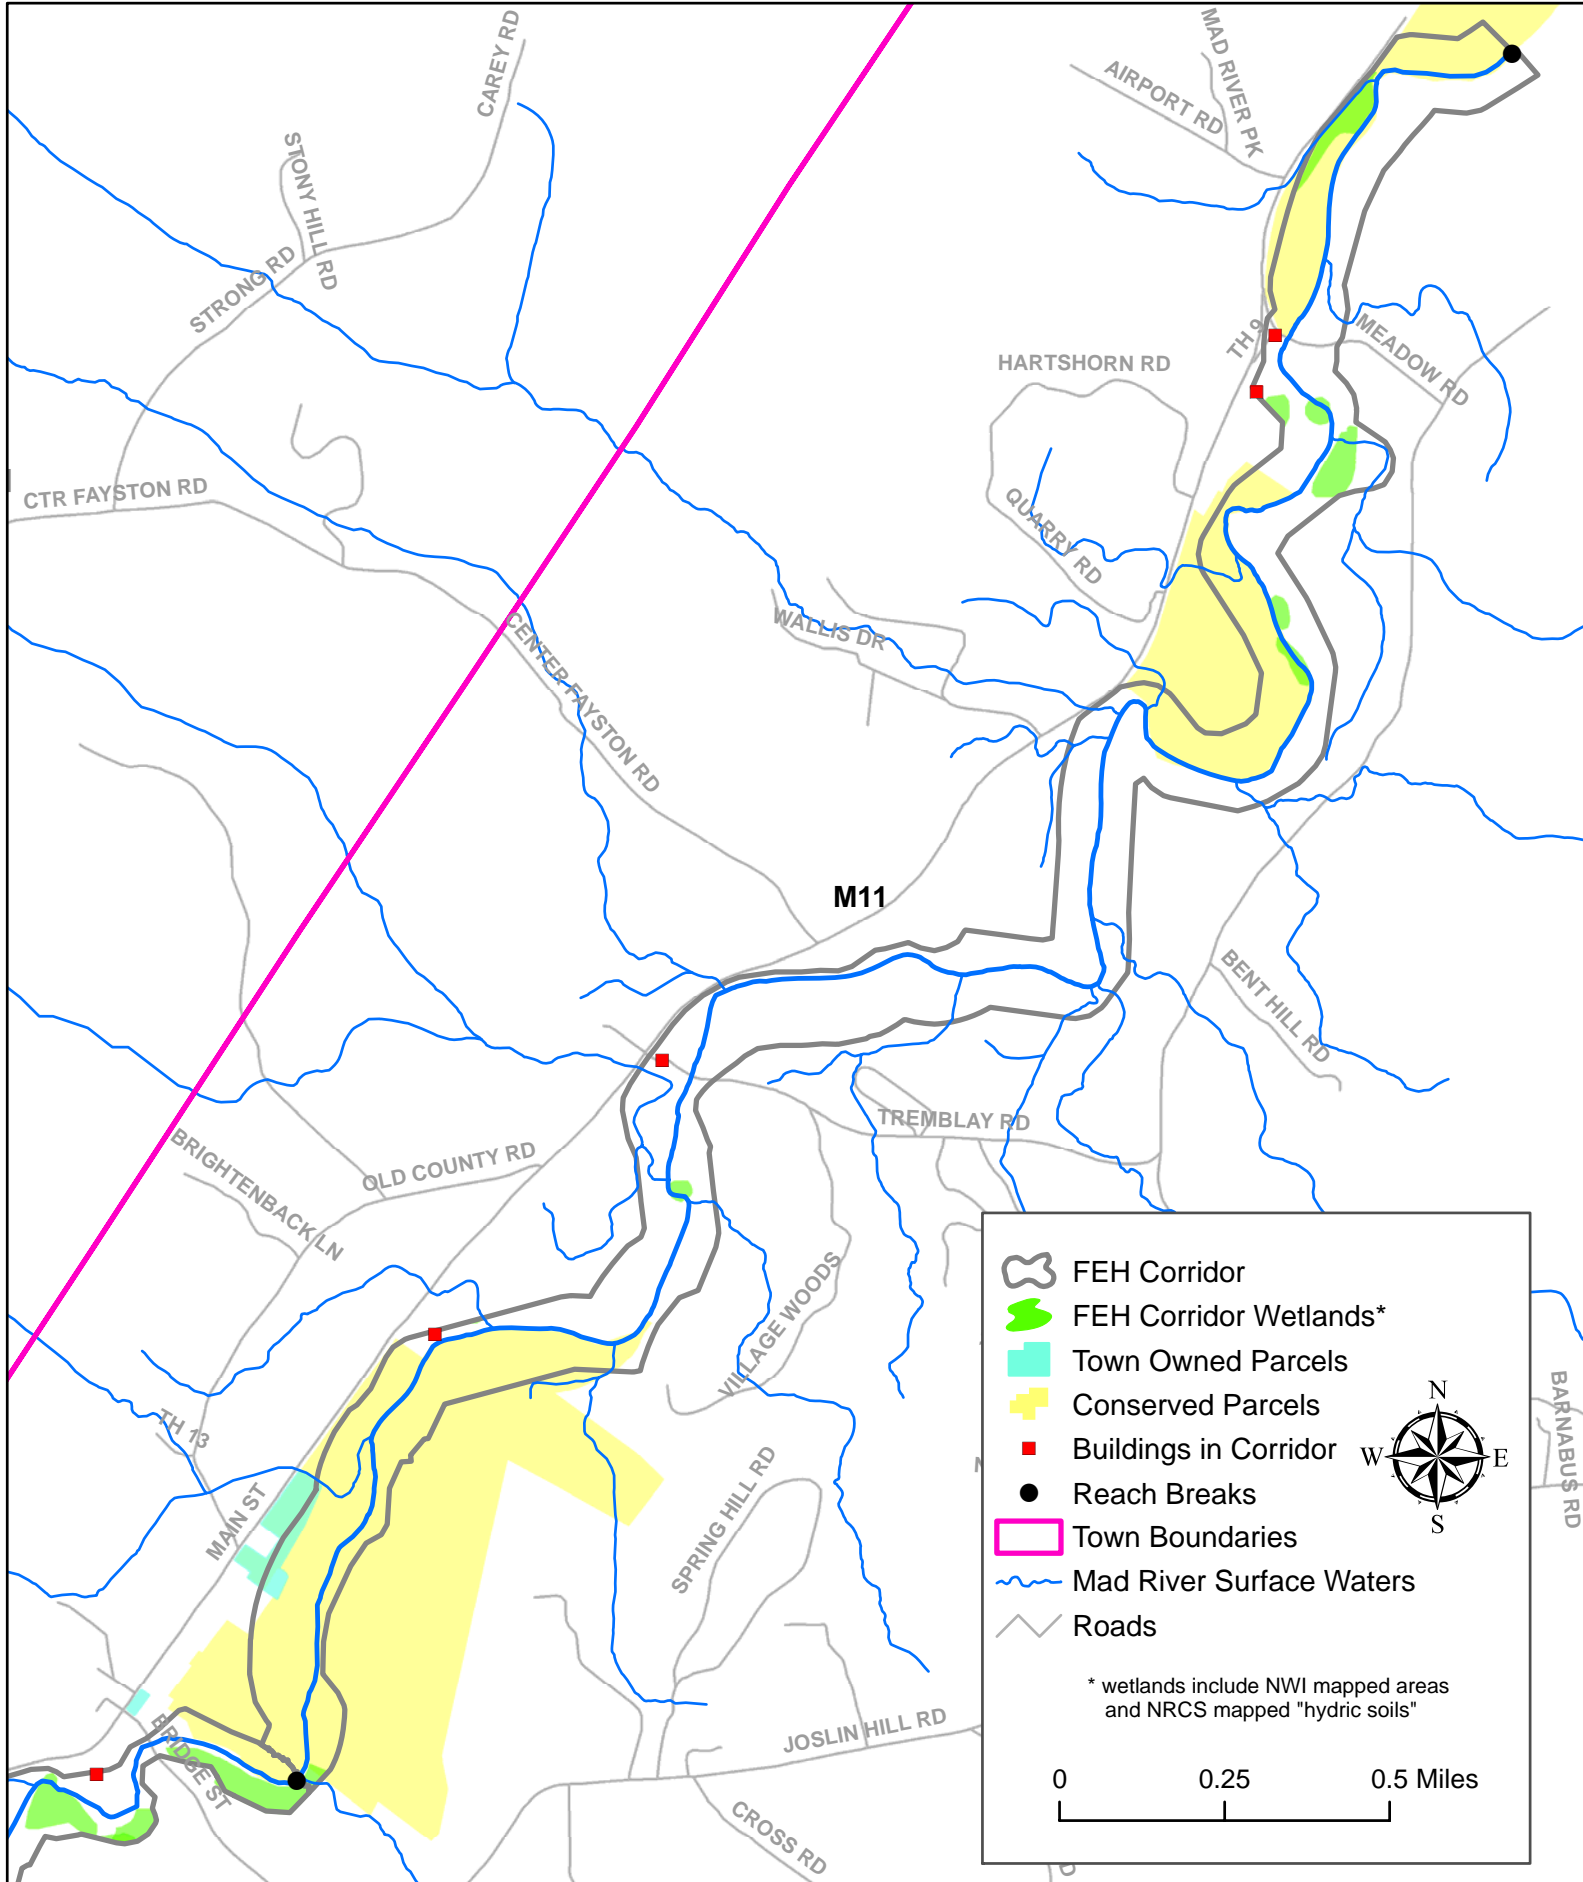 CAREY RD
MAD RIVER PK
AIRPORT RD
STONY HILL RD
STRONG RD
TH 9
MEADOW RD
HARTSHORN RD
CTR FAYSTON RD
QUARRY RD
WALLIS DR
CENTER FAYSTON RD
M11
BENT HILL RD
TREMBLAY RD
BRIGHTENBACK LN
OLD COUNTY RD
VILLAGE WOODS
TH 13
MAIN ST
SPRING HILL RD
BARNABUS RD
BRIDGE ST
JOSLIN HILL RD
CROSS RD
FEH Corridor
FEH Corridor Wetlands*
Town Owned Parcels
Conserved Parcels
Buildings in Corridor
Reach Breaks
Town Boundaries
Mad River Surface Waters
Roads
N
W E
S
* wetlands include NWI mapped areas
and NRCS mapped "hydric soils"
0 0.25 0.5 Miles